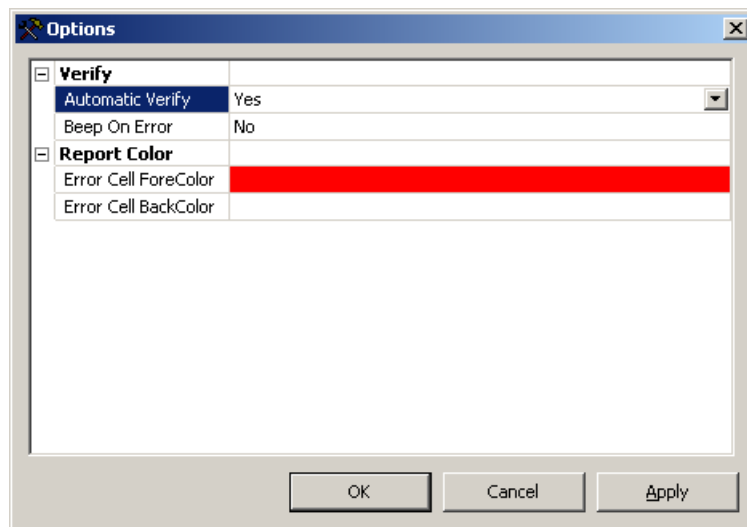 Options
Verify
Automatic Verify Yes
Beep On Error No
Report Color
Error Cell ForeColor
Error Cell BackColor
OK Cancel Apply